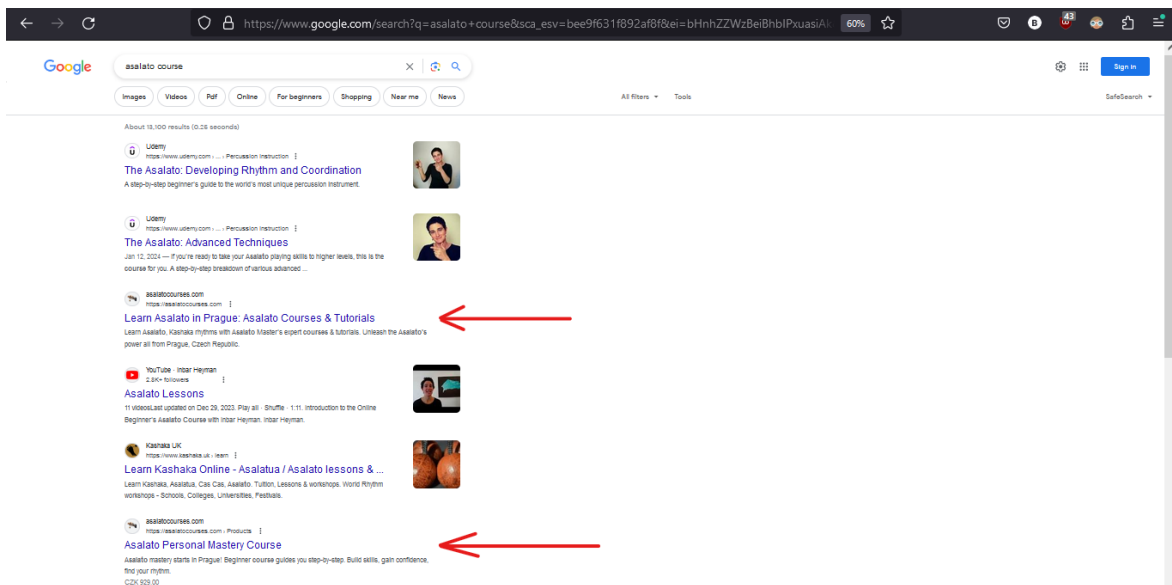 https://www.google.com/search?q=asalato+course&sca_esv=bee9f631f892af8f&ei=bHnhZZWzBeiBhbIPxuasiAk
60%
B
43
Google
asalato course
Sign in
Images
Videos
Pdf
Online
For beginners
Shopping
Near me
News
All filters
Tools
SafeSearch
About 13,100 results (0.25 seconds)
Udemy
https://www.udemy.com › ... › Percussion Instruction
The Asalato: Developing Rhythm and Coordination
A step-by-step beginner's guide to the world's most unique percussion instrument.
Udemy
https://www.udemy.com › ... › Percussion Instruction
The Asalato: Advanced Techniques
Jan 12, 2024 — If you're ready to take your Asalato playing skills to higher levels, this is the
course for you. A step-by-step breakdown of various advanced ...
asalatocourses.com
https://asalatocourses.com
Learn Asalato in Prague: Asalato Courses & Tutorials
Learn Asalato, Kashaka rhythms with Asalato Master's expert courses & tutorials. Unleash the Asalato's
power all from Prague, Czech Republic.
YouTube · Inbar Heyman
2.3K+ followers
Asalato Lessons
11 videosLast updated on Dec 29, 2023. Play all · Shuffle · 1:11. Introduction to the Online
Beginner's Asalato Course with Inbar Heyman. Inbar Heyman.
Kashaka UK
https://www.kashaka.uk › learn
Learn Kashaka Online - Asalatua / Asalato lessons & ...
Learn Kashaka, Asalatua, Cas Cas, Asalato. Tuition, Lessons & workshops. World Rhythm
workshops - Schools, Colleges, Universities, Festivals.
asalatocourses.com
https://asalatocourses.com › Products
Asalato Personal Mastery Course
Asalato mastery starts in Prague! Beginner course guides you step-by-step. Build skills, gain confidence,
find your rhythm.
CZK 929.00